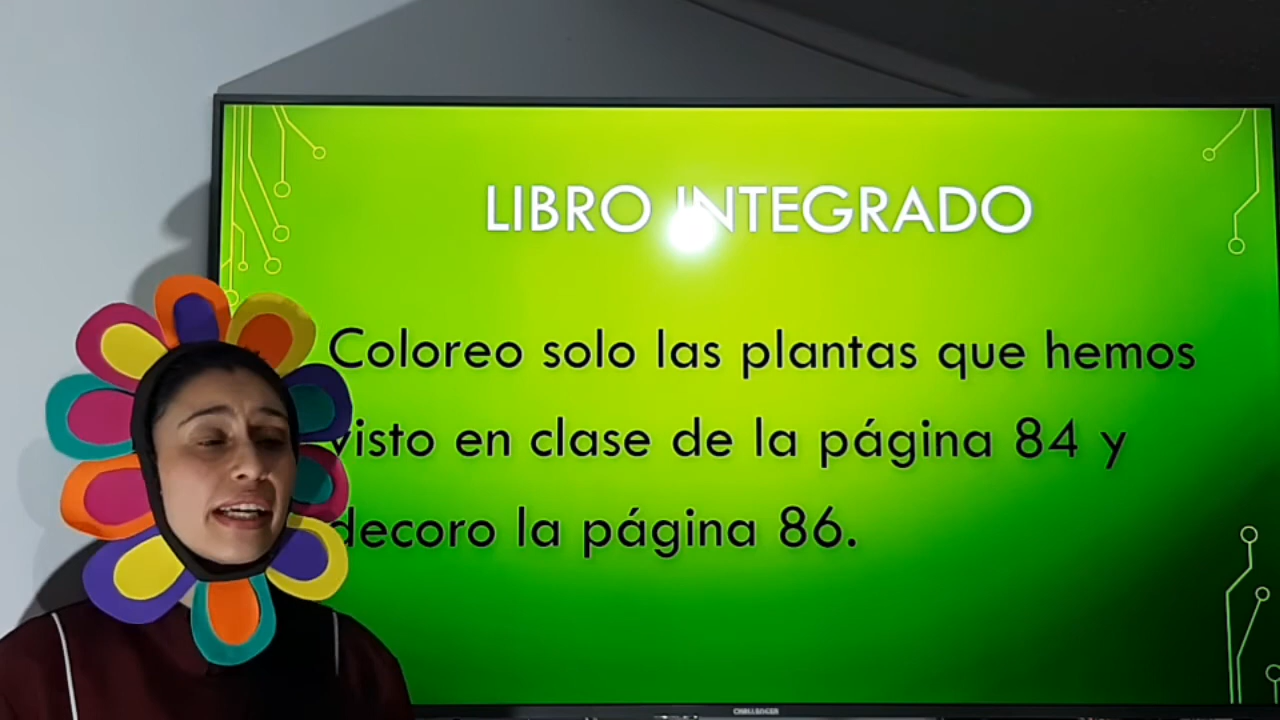 LIBRO INTEGRADO
Coloreo solo las plantas que hemos
visto en clase de la página 84 y
decoro la página 86.
CHALLENGER